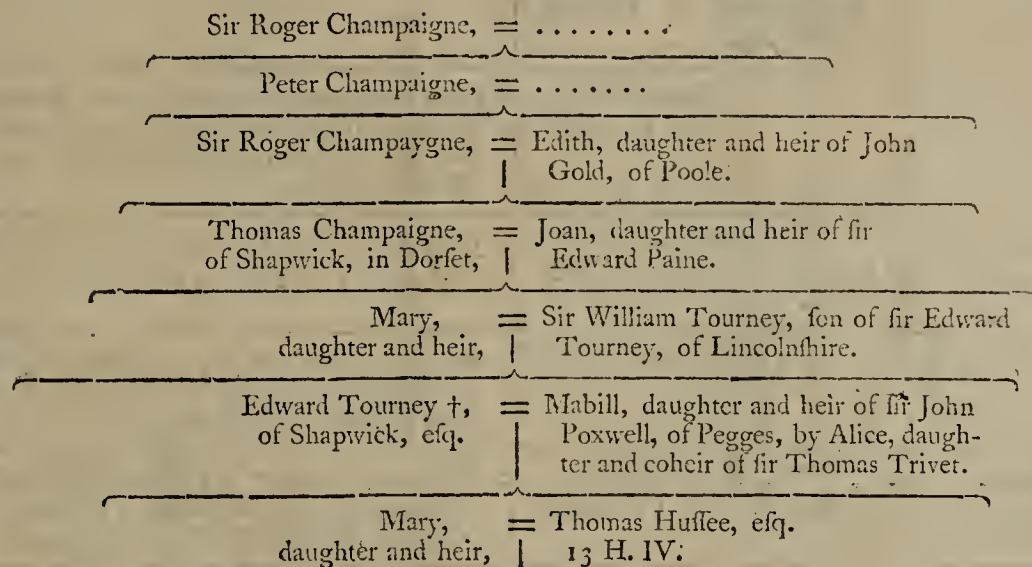 Sir Roger Champaigne, = ........
Peter Champaigne, = .......
Sir Roger Champaygne, = Edith, daughter and heir of John
Gold, of Poole.
Thomas Champaigne, = Joan, daughter and heir of ſir
of Shapwick, in Dorſet, Edward Paine.
Mary, = Sir William Tourney, ſon of ſir Edward
daughter and heir, Tourney, of Lincolnſhire.
Edward Tourney †, = Mabill, daughter and heir of ſir John
of Shapwick, eſq. Poxwell, of Pegges, by Alice, daugh-
ter and coheir of ſir Thomas Trivet.
Mary, = Thomas Huſſee, eſq.
daughter and heir, 13 H. IV.